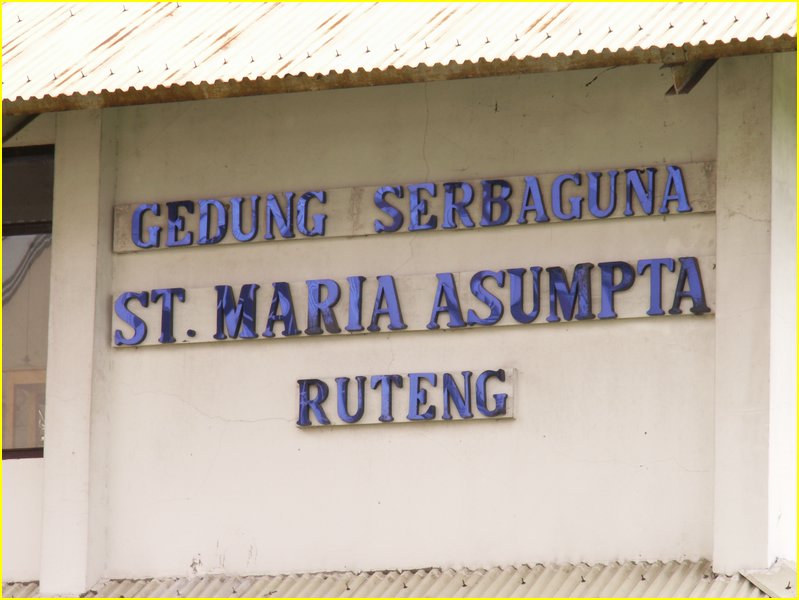 GEDUNG SERBAGUNA
ST. MARIA ASUMPTA
RUTENG